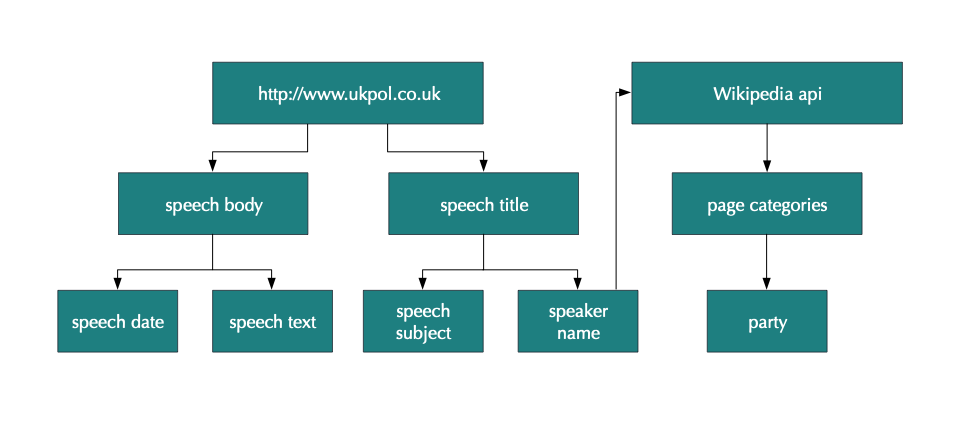 http://www.ukpol.co.uk
Wikipedia api
speech body
speech title
page categories
speech date
speech text
speech
subject
speaker
name
party